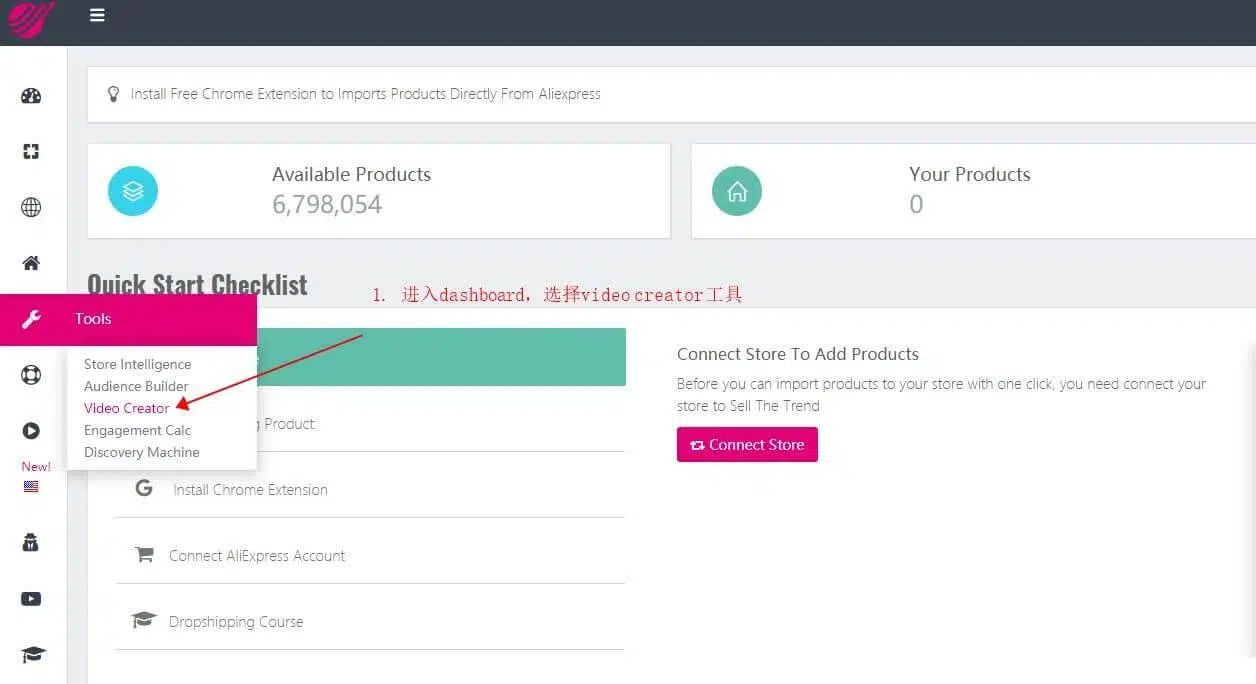 Install Free Chrome Extension to Imports Products Directly From Aliexpress
Available Products
6,798,054
Your Products
0
Quick Start Checklist
1. 进入dashboard，选择video creator工具
Tools
Store Intelligence
Audience Builder
Video Creator
Engagement Calc
Discovery Machine
New!
Product
Install Chrome Extension
Connect AliExpress Account
Dropshipping Course
Connect Store To Add Products
Before you can import products to your store with one click, you need connect your
store to Sell The Trend
Connect Store